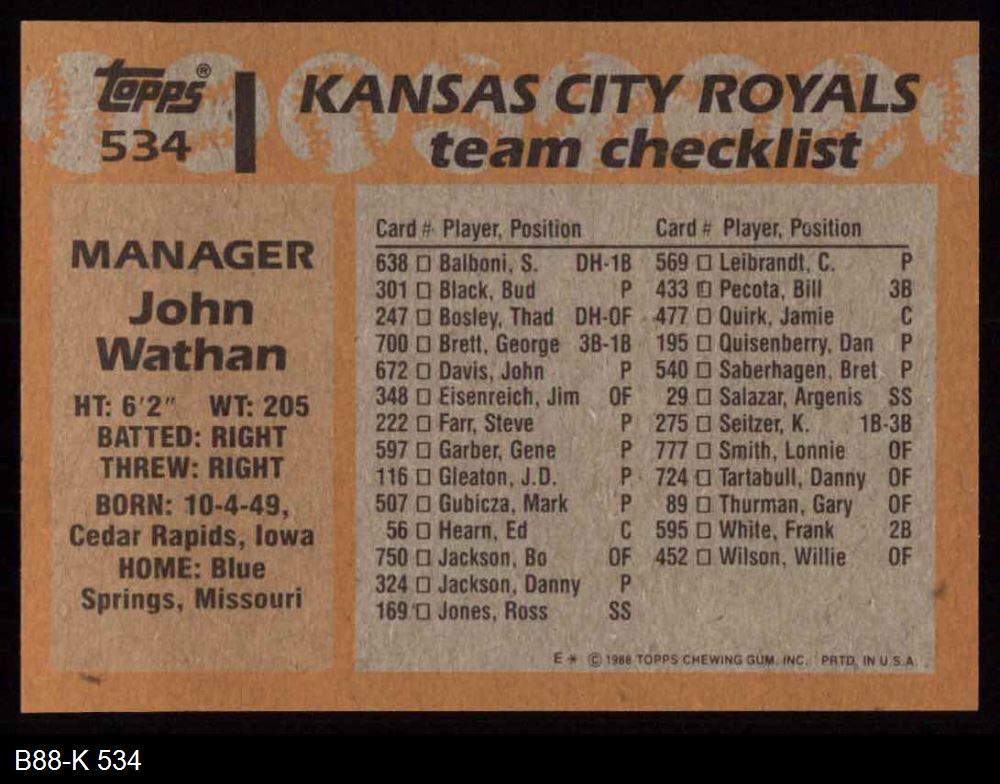 Topps®
534
KANSAS CITY ROYALS
team checklist
MANAGER
John
Wathan
HT: 6'2" WT: 205
BATTED: RIGHT
THREW: RIGHT
BORN: 10-4-49,
Cedar Rapids, Iowa
HOME: Blue
Springs, Missouri
Card # Player, Position
638 □ Balboni, S. DH-1B
301 □ Black, Bud P
247 □ Bosley, Thad DH-OF
700 □ Brett, George 3B-1B
672 □ Davis, John P
348 □ Eisenreich, Jim OF
222 □ Farr, Steve P
597 □ Garber, Gene P
116 □ Gleaton, J.D. P
507 □ Gubicza, Mark P
56 □ Hearn, Ed C
750 □ Jackson, Bo OF
324 □ Jackson, Danny P
169 □ Jones, Ross SS
Card # Player, Position
569 □ Leibrandt, C. P
433 □ Pecota, Bill 3B
477 □ Quirk, Jamie C
195 □ Quisenberry, Dan P
540 □ Saberhagen, Bret P
29 □ Salazar, Argenis SS
275 □ Seitzer, K. 1B-3B
777 □ Smith, Lonnie OF
724 □ Tartabull, Danny OF
89 □ Thurman, Gary OF
595 □ White, Frank 2B
452 □ Wilson, Willie OF
E* © 1988 TOPPS CHEWING GUM. INC. PRTD. IN U.S.A.
B88-K 534